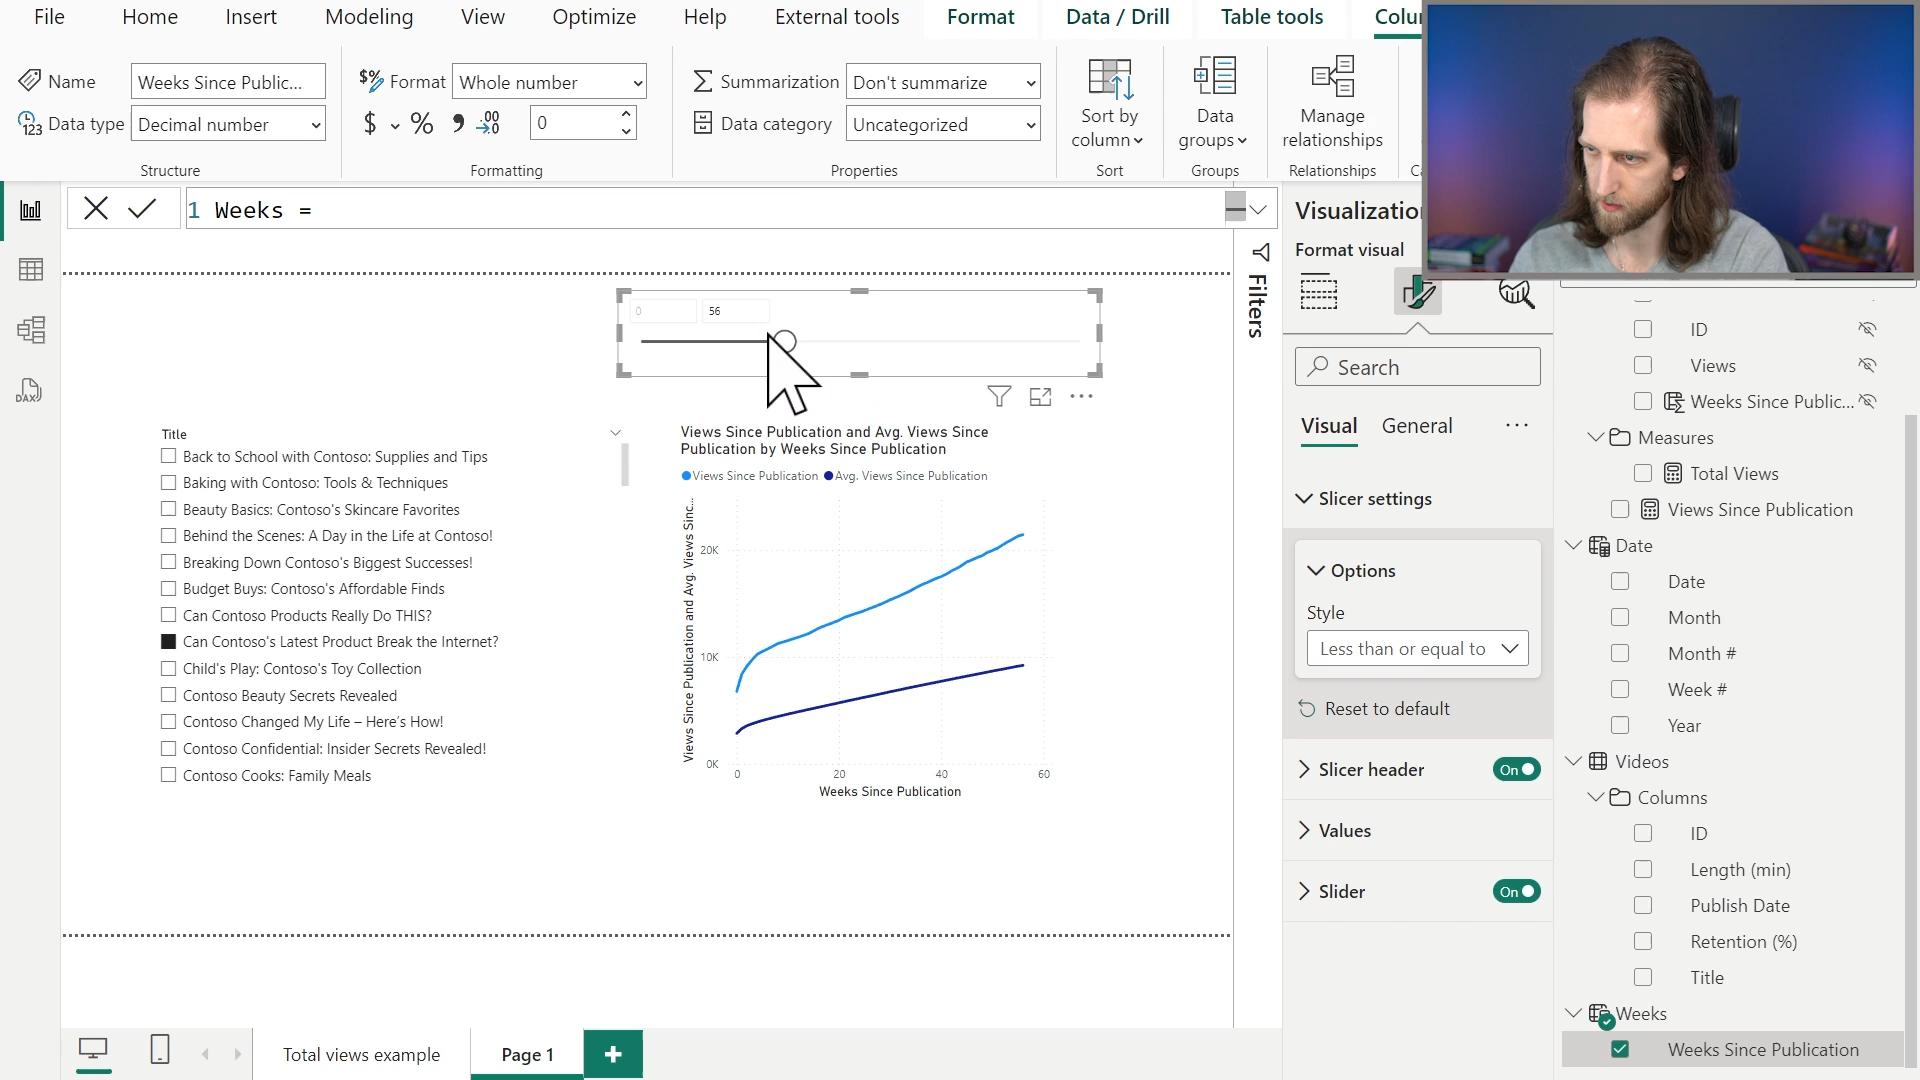 File
Home
Insert
Modeling
View
Optimize
Help
External tools
Format
Data / Drill
Table tools
Name
Weeks Since Public...
Data type
Decimal number
Structure
Format
Whole number
$
%
0
Formatting
Summarization
Don't summarize
Data category
Uncategorized
Properties
Sort by
column
Sort
Data
groups
Groups
Manage
relationships
Relationships
1 Weeks =
0
56
Title
Back to School with Contoso: Supplies and Tips
Baking with Contoso: Tools & Techniques
Beauty Basics: Contoso's Skincare Favorites
Behind the Scenes: A Day in the Life at Contoso!
Breaking Down Contoso's Biggest Successes!
Budget Buys: Contoso's Affordable Finds
Can Contoso Products Really Do THIS?
Can Contoso's Latest Product Break the Internet?
Child's Play: Contoso's Toy Collection
Contoso Beauty Secrets Revealed
Contoso Changed My Life – Here's How!
Contoso Confidential: Insider Secrets Revealed!
Contoso Cooks: Family Meals
Views Since Publication and Avg. Views Since
Publication by Weeks Since Publication
Views Since Publication
Avg. Views Since Publication
Views Since Publication and Avg. Views Sinc...
20K
10K
0K
0
20
40
60
Weeks Since Publication
Filters
Format visual
Search
Visual
General
Slicer settings
Options
Style
Less than or equal to
Reset to default
Slicer header
On
Values
Slider
On
ID
Views
Weeks Since Public...
Measures
Total Views
Views Since Publication
Date
Date
Month
Month #
Week #
Year
Videos
Columns
ID
Length (min)
Publish Date
Retention (%)
Title
Weeks
Weeks Since Publication
Total views example
Page 1
DAX